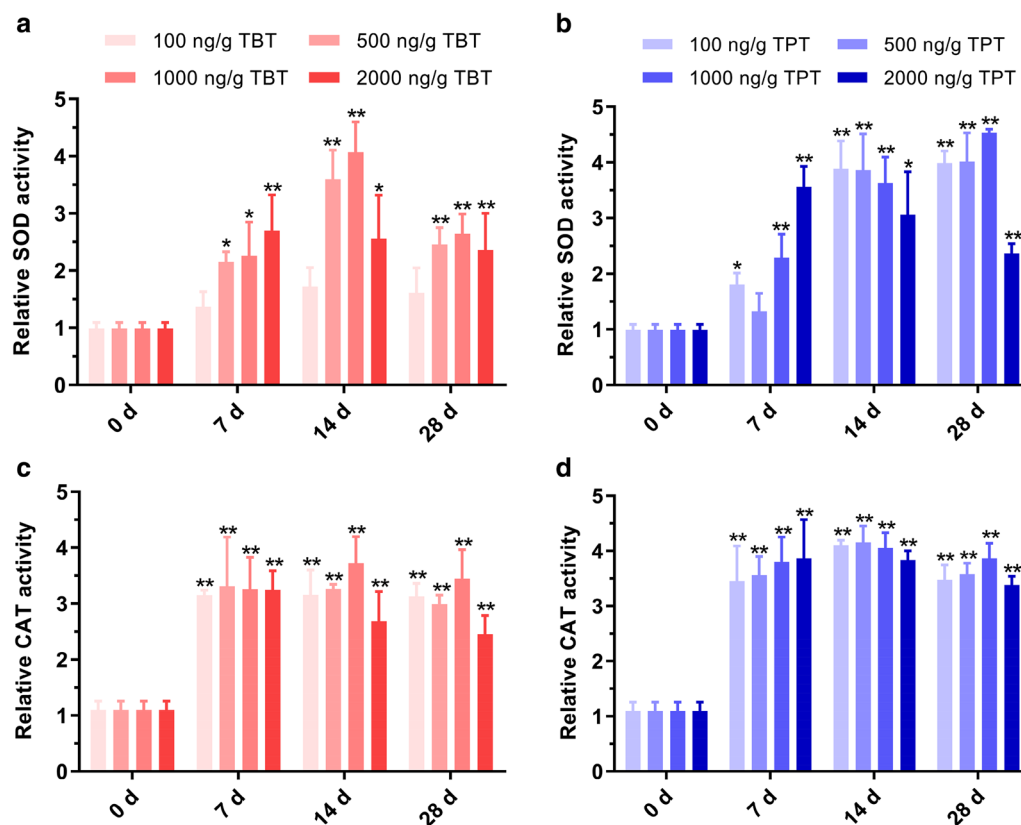 a
100 ng/g TBT 500 ng/g TBT
1000 ng/g TBT 2000 ng/g TBT
Relative SOD activity
5
4
3
2
1
0
* * ** ** ** * ** ** **
0 d 7 d 14 d 28 d
b
100 ng/g TPT 500 ng/g TPT
1000 ng/g TPT 2000 ng/g TPT
Relative SOD activity
5
4
3
2
1
0
* ** ** ** ** ** * ** ** ** **
0 d 7 d 14 d 28 d
c
Relative CAT activity
5
4
3
2
1
0
** ** ** ** ** ** ** ** ** ** ** **
0 d 7 d 14 d 28 d
d
Relative CAT activity
5
4
3
2
1
0
** ** ** ** ** ** ** ** ** ** ** **
0 d 7 d 14 d 28 d